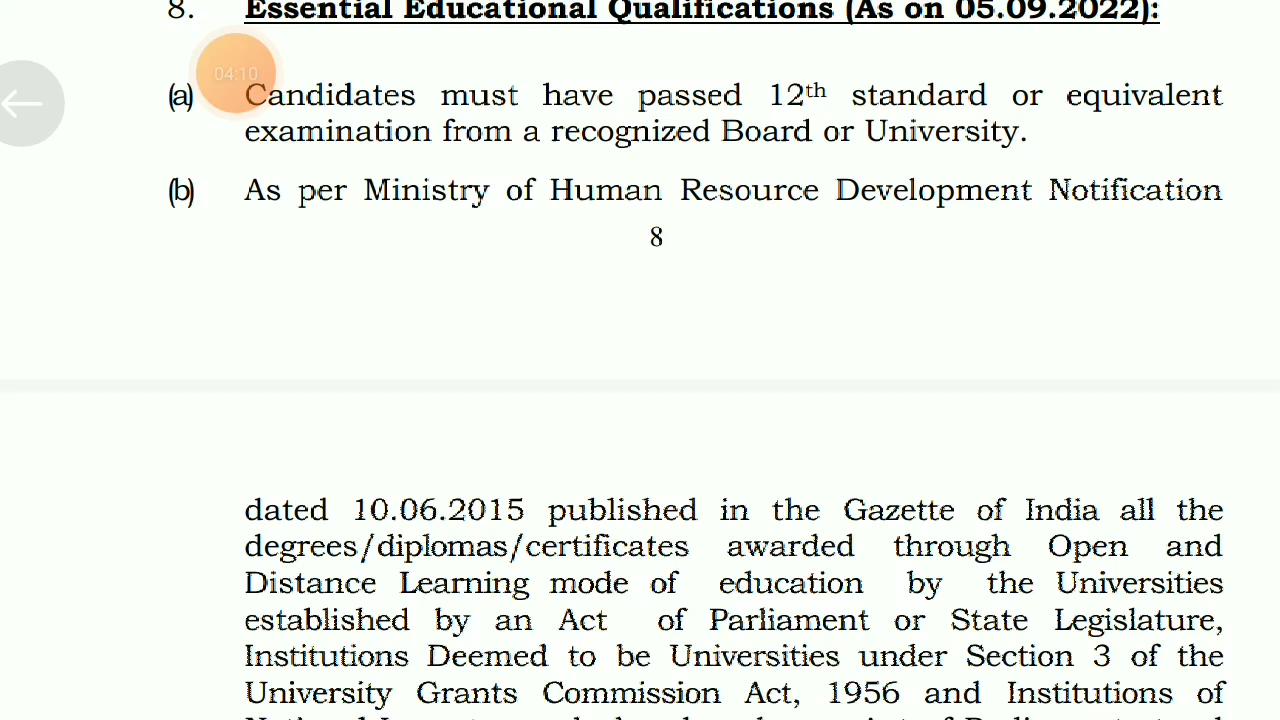 8. Essential Educational Qualifications (As on 05.09.2022):
04:10
(a) Candidates must have passed 12th standard or equivalent
examination from a recognized Board or University.
(b) As per Ministry of Human Resource Development Notification
8
dated 10.06.2015 published in the Gazette of India all the
degrees/diplomas/certificates awarded through Open and
Distance Learning mode of education by the Universities
established by an Act of Parliament or State Legislature,
Institutions Deemed to be Universities under Section 3 of the
University Grants Commission Act, 1956 and Institutions of